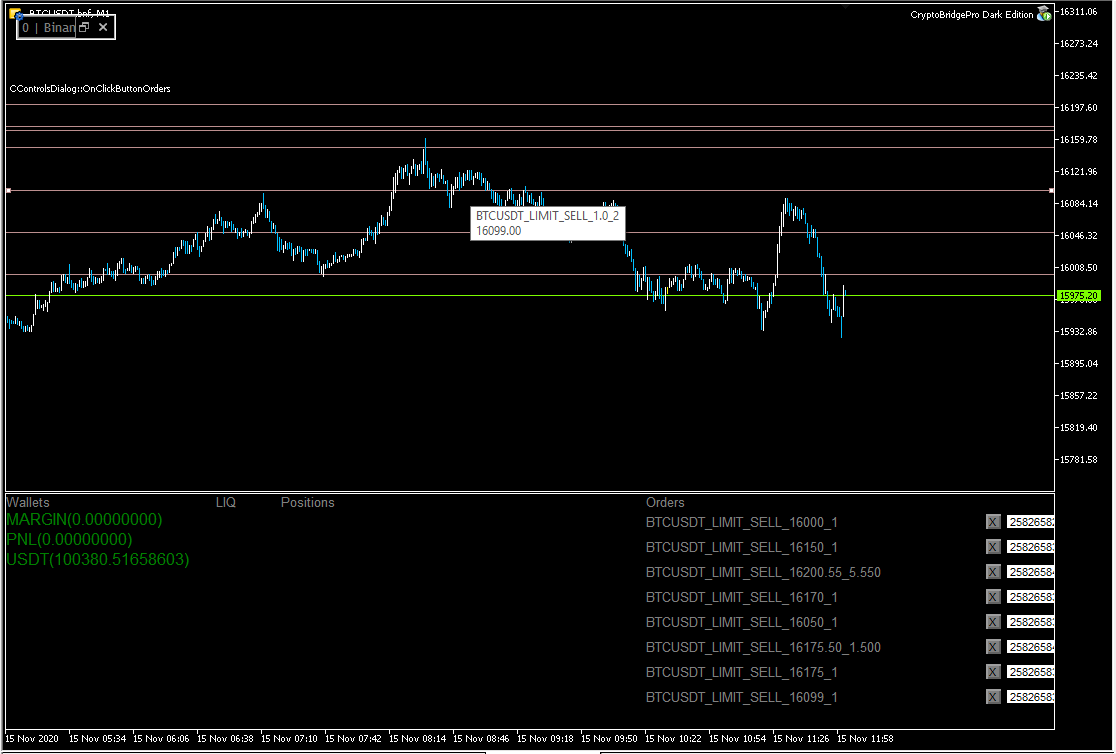 BTCUSDT.bnf, M1
0 | Binan
CryptoBridgePro Dark Edition
CControlsDialog::OnClickButtonOrders
16311.06
16273.24
16235.42
16197.60
16159.78
16121.96
16084.14
16046.32
16008.50
15975.20
15932.86
15895.04
15857.22
15819.40
15781.58
BTCUSDT_LIMIT_SELL_1.0_2
16099.00
Wallets LIQ Positions Orders
MARGIN(0.00000000)
PNL(0.00000000)
USDT(100380.51658603)
BTCUSDT_LIMIT_SELL_16000_1 X 2582658
BTCUSDT_LIMIT_SELL_16150_1 X 2582658
BTCUSDT_LIMIT_SELL_16200.55_5.550 X 2582658
BTCUSDT_LIMIT_SELL_16170_1 X 2582658
BTCUSDT_LIMIT_SELL_16050_1 X 2582658
BTCUSDT_LIMIT_SELL_16175.50_1.500 X 2582658
BTCUSDT_LIMIT_SELL_16175_1 X 2582658
BTCUSDT_LIMIT_SELL_16099_1 X 2582658
15 Nov 2020 15 Nov 05:34 15 Nov 06:06 15 Nov 06:38 15 Nov 07:10 15 Nov 07:42 15 Nov 08:14 15 Nov 08:46 15 Nov 09:18 15 Nov 09:50 15 Nov 10:22 15 Nov 10:54 15 Nov 11:26 15 Nov 11:58